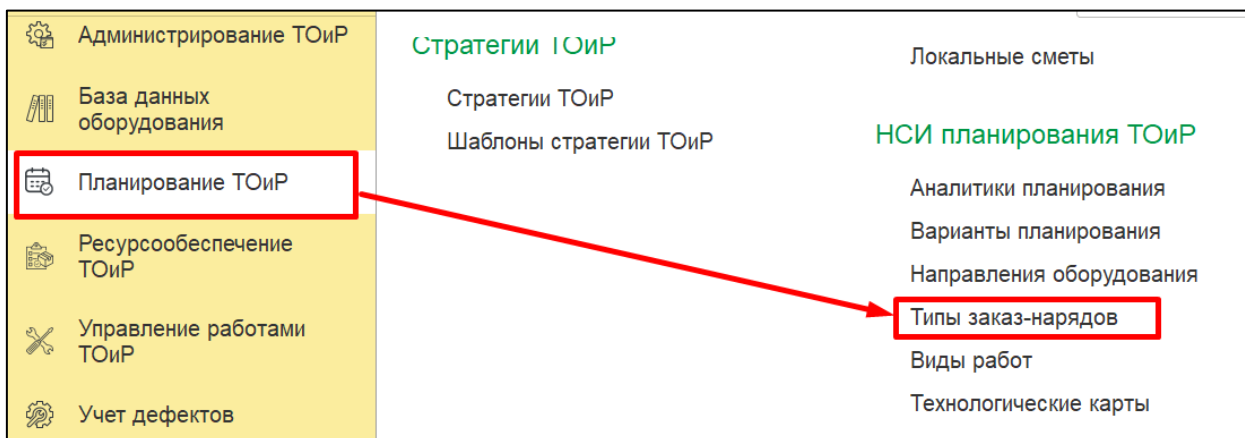 Администрирование ТОиР
База данных
оборудования
Планирование ТОиР
Ресурсообеспечение
ТОиР
Управление работами
ТОиР
Учет дефектов
Стратегии ТОиР
Стратегии ТОиР
Шаблоны стратегии ТОиР
Локальные сметы
НСИ планирования ТОиР
Аналитики планирования
Варианты планирования
Направления оборудования
Типы заказ-нарядов
Виды работ
Технологические карты